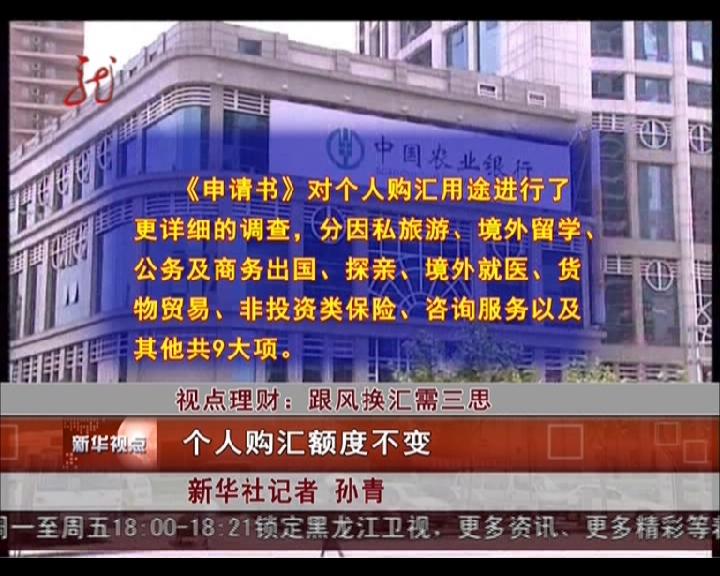 龙
中国农业银行
《申请书》对个人购汇用途进行了
更详细的调查，分因私旅游、境外留学、
公务及商务出国、探亲、境外就医、货
物贸易、非投资类保险、咨询服务以及
其他共9大项。
视点理财：跟风换汇需三思
新华视点
个人购汇额度不变
新华社记者 孙青
周一至周五18:00-18:21锁定黑龙江卫视，更多资讯、更多精彩等